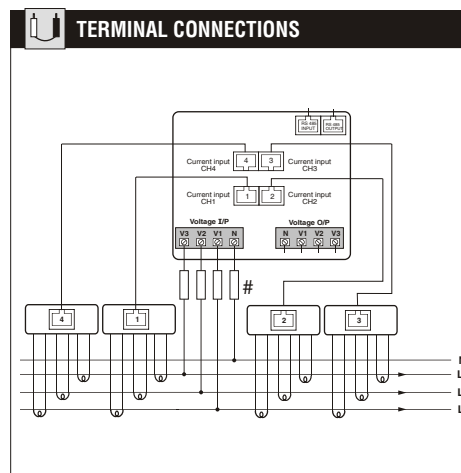 TERMINAL CONNECTIONS
RS 485 INPUT
RS 485 OUTPUT
Current input CH4
4
3
Current input CH3
Current input CH1
1
2
Current input CH2
Voltage I/P
Voltage O/P
V3 V2 V1 N
N V1 V2 V3
#
4
1
2
3
L
L
L